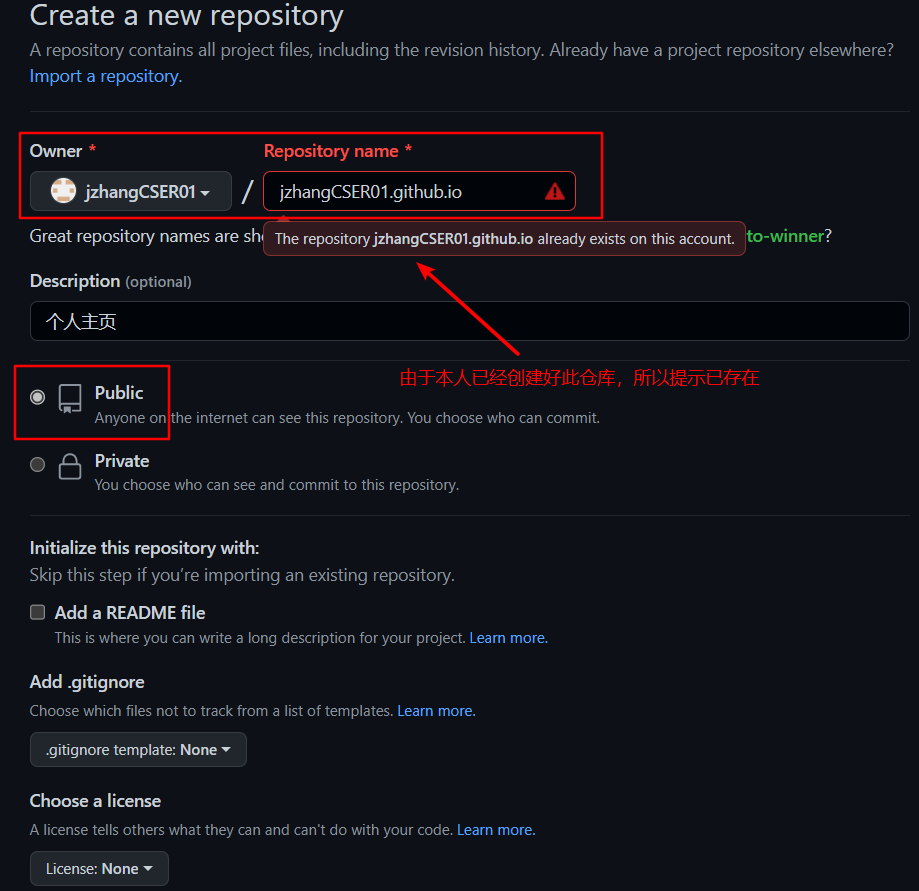 Create a new repository
A repository contains all project files, including the revision history. Already have a project repository elsewhere?
Import a repository.
Owner *
Repository name *
jzhangCSER01
/
jzhangCSER01.github.io
Great repository names are sho
The repository jzhangCSER01.github.io already exists on this account.
to-winner?
Description (optional)
个人主页
由于本人已经创建好此仓库，所以提示已存在
Public
Anyone on the internet can see this repository. You choose who can commit.
Private
You choose who can see and commit to this repository.
Initialize this repository with:
Skip this step if you’re importing an existing repository.
Add a README file
This is where you can write a long description for your project. Learn more.
Add .gitignore
Choose which files not to track from a list of templates. Learn more.
.gitignore template: None
Choose a license
A license tells others what they can and can't do with your code. Learn more.
License: None